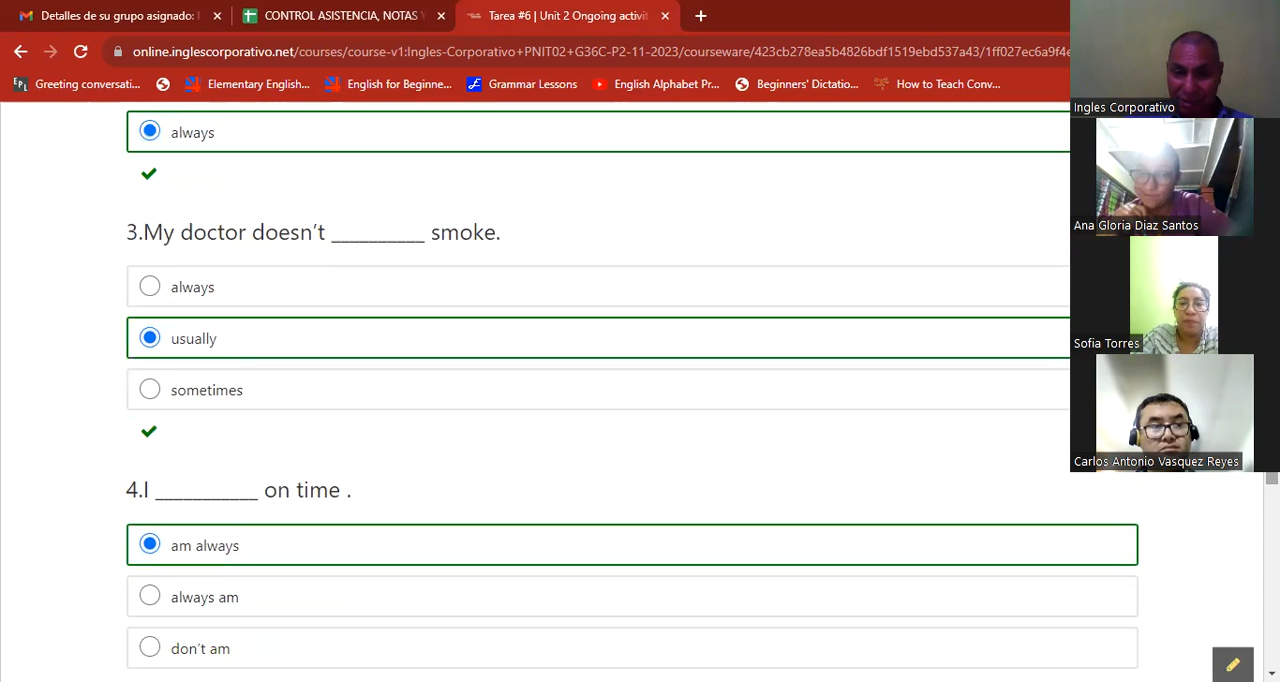 Detalles de su grupo asignado:
CONTROL ASISTENCIA, NOTAS Y
Tarea #6 | Unit 2 Ongoing activit
online.inglescorporativo.net/courses/course-v1:Ingles-Corporativo+PNIT02+G36C-P2-11-2023/courseware/423cb278ea5b4826bdf1519ebd537a43/1ff027ec6a9f4e
Greeting conversati...
Elementary English...
English for Beginne...
Grammar Lessons
English Alphabet Pr...
Beginners' Dictatio...
How to Teach Conv...
always
3.My doctor doesn't __________ smoke.
always
usually
sometimes
4.I ___________ on time .
am always
always am
don't am
Ingles Corporativo
Ana Gloria Diaz Santos
Sofia Torres
Carlos Antonio Vasquez Reyes